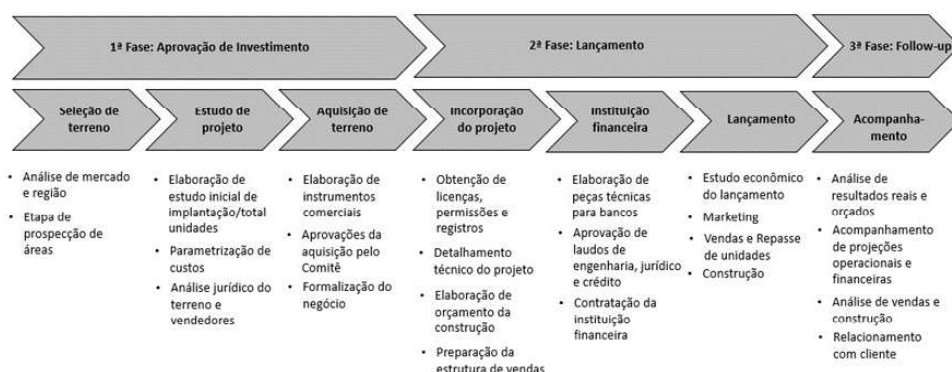 1ª Fase: Aprovação de Investimento
2ª Fase: Lançamento
3ª Fase: Follow-up
Seleção de
terreno
Estudo de
projeto
Aquisição de
terreno
Incorporação
do projeto
Instituição
financeira
Lançamento
Acompanha-
mento
• Análise de mercado
e região
• Etapa de
prospecção de
áreas
• Elaboração de
estudo inicial de
implantação/total
unidades
• Parametrização de
custos
• Análise jurídico do
terreno e
vendedores
• Elaboração de
instrumentos
comerciais
• Aprovações da
aquisição pelo
Comitê
• Formalização do
negócio
• Obtenção de
licenças,
permissões e
registros
• Detalhamento
técnico do projeto
• Elaboração de
orçamento da
construção
• Preparação da
estrutura de vendas
• Elaboração de
peças técnicas
para bancos
• Aprovação de
laudos de
engenharia, jurídico
e crédito
• Contratação da
instituição
financeira
• Estudo econômico
do lançamento
• Marketing
• Vendas e Repasse
de unidades
• Construção
• Análise de
resultados reais e
orçados
• Acompanhamento
de projeções
operacionais e
financeiras
• Análise de vendas e
construção
• Relacionamento
com cliente